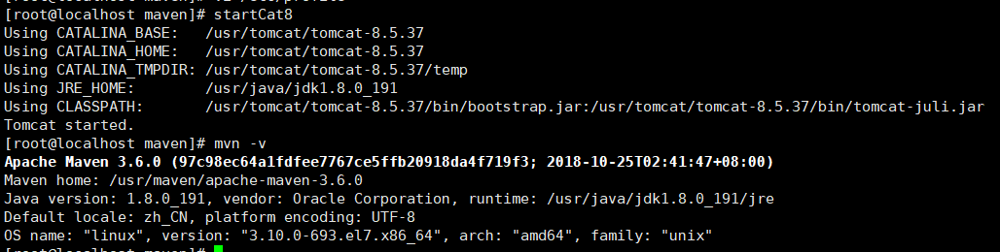 [root@localhost maven]# startCat8
Using CATALINA_BASE:   /usr/tomcat/tomcat-8.5.37
Using CATALINA_HOME:   /usr/tomcat/tomcat-8.5.37
Using CATALINA_TMPDIR: /usr/tomcat/tomcat-8.5.37/temp
Using JRE_HOME:        /usr/java/jdk1.8.0_191
Using CLASSPATH:       /usr/tomcat/tomcat-8.5.37/bin/bootstrap.jar:/usr/tomcat/tomcat-8.5.37/bin/tomcat-juli.jar
Tomcat started.
[root@localhost maven]# mvn -v
Apache Maven 3.6.0 (97c98ec64a1fdfee7767ce5ffb20918da4f719f3; 2018-10-25T02:41:47+08:00)
Maven home: /usr/maven/apache-maven-3.6.0
Java version: 1.8.0_191, vendor: Oracle Corporation, runtime: /usr/java/jdk1.8.0_191/jre
Default locale: zh_CN, platform encoding: UTF-8
OS name: "linux", version: "3.10.0-693.el7.x86_64", arch: "amd64", family: "unix"
[root@localhost maven]#